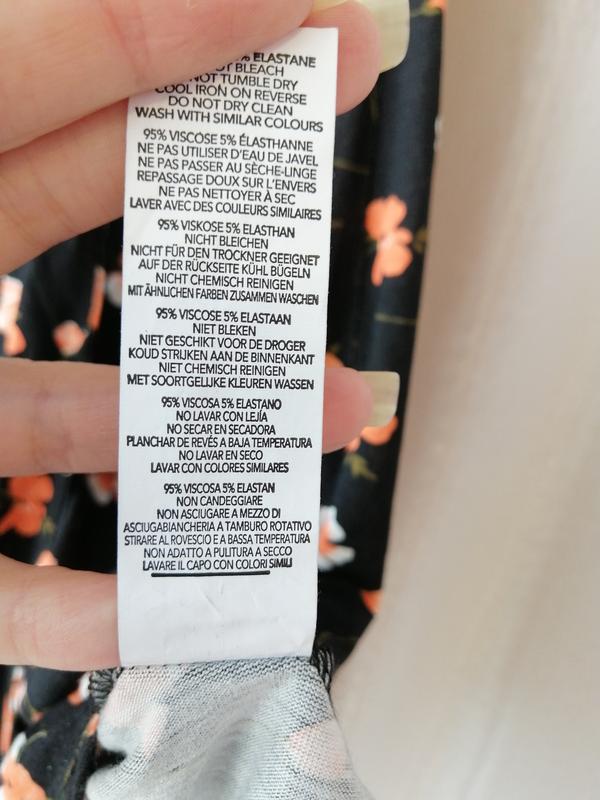 % ELASTANE
BLEACH
NOT TUMBLE DRY
COOL IRON ON REVERSE
DO NOT DRY CLEAN
WASH WITH SIMILAR COLOURS
95% VISCOSE 5% ÉLASTHANNE
NE PAS UTILISER D'EAU DE JAVEL
NE PAS PASSER AU SÈCHE-LINGE
REPASSAGE DOUX SUR L'ENVERS
NE PAS NETTOYER À SEC
LAVER AVEC DES COULEURS SIMILAIRES
95% VISKOSE 5% ELASTHAN
NICHT BLEICHEN
NICHT FÜR DEN TROCKNER GEEIGNET
AUF DER RÜCKSEITE KÜHL BÜGELN
NICHT CHEMISCH REINIGEN
MIT ÄHNLICHEN FARBEN ZUSAMMEN WASCHEN
95% VISCOSE 5% ELASTAAN
NIET BLEKEN
NIET GESCHIKT VOOR DE DROGER
KOUD STRIJKEN AAN DE BINNENKANT
NIET CHEMISCH REINIGEN
MET SOORTGELIJKE KLEUREN WASSEN
95% VISCOSA 5% ELASTANO
NO LAVAR CON LEJÍA
NO SECAR EN SECADORA
PLANCHAR DE REVÉS A BAJA TEMPERATURA
NO LAVAR EN SECO
LAVAR CON COLORES SIMILARES
95% VISCOSA 5% ELASTAN
NON CANDEGGIARE
NON ASCIUGARE A MEZZO DI
ASCIUGABIANCHERIA A TAMBURO ROTATIVO
STIRARE AL ROVESCIO E A BASSA TEMPERATURA
NON ADATTO A PULITURA A SECCO
LAVARE IL CAPO CON COLORI SIMILI